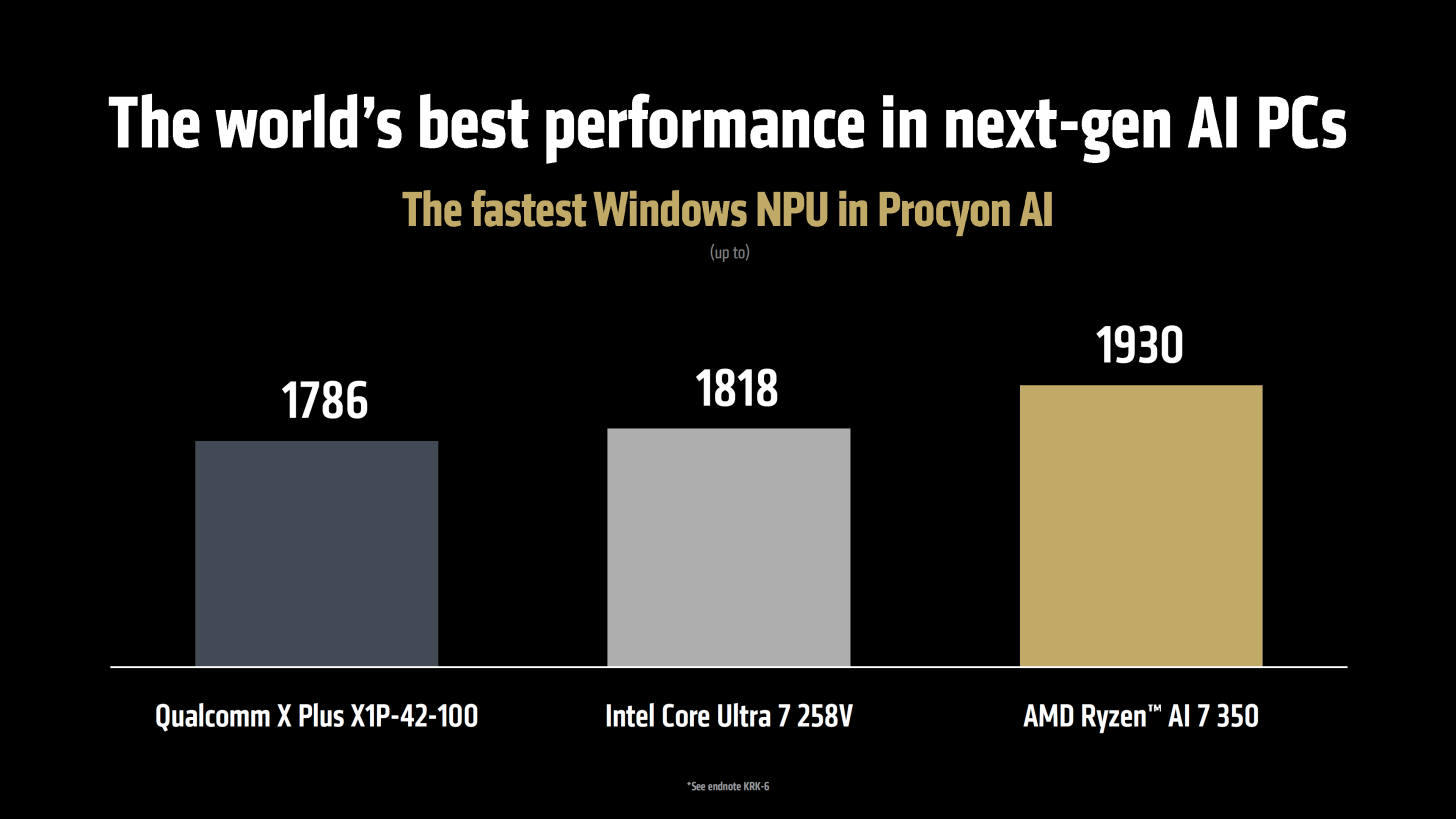 The world’s best performance in next-gen AI PCs
The fastest Windows NPU in Procyon AI
(up to)
1786
1818
1930
Qualcomm X Plus X1P-42-100
Intel Core Ultra 7 258V
AMD Ryzen™ AI 7 350
*See endnote KRK-6